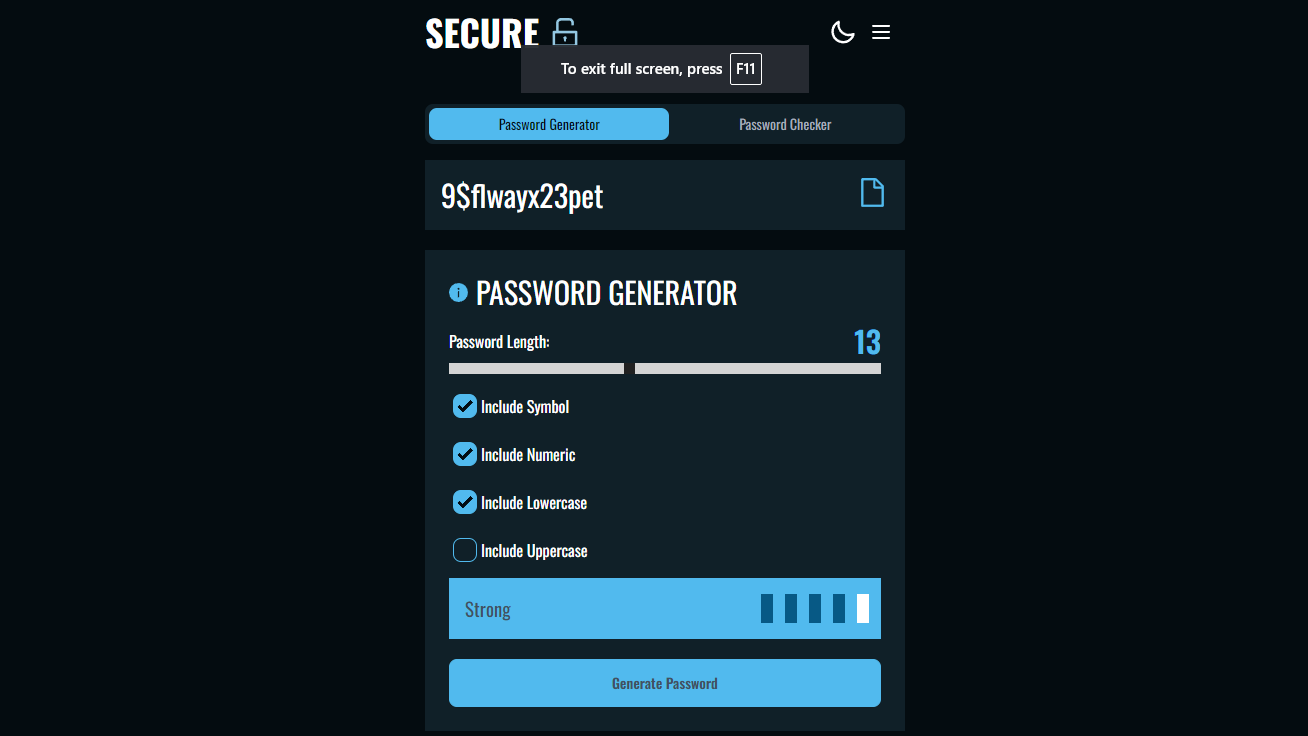 SECURE
To exit full screen, press F11
Password Generator Password Checker
9$flwayx23pet
PASSWORD GENERATOR
Password Length: 13
Include Symbol
Include Numeric
Include Lowercase
Include Uppercase
Strong
Generate Password